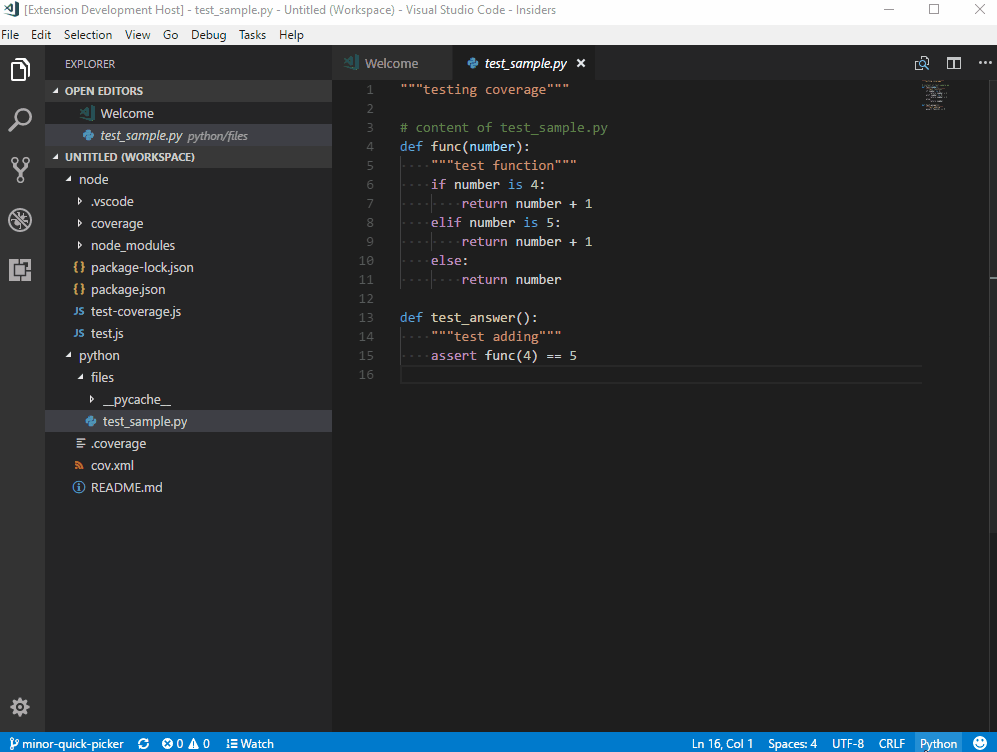 [Extension Development Host] - test_sample.py - Untitled (Workspace) - Visual Studio Code - Insiders
File Edit Selection View Go Debug Tasks Help
EXPLORER
OPEN EDITORS
Welcome
test_sample.py python/files
UNTITLED (WORKSPACE)
node
.vscode
coverage
node_modules
{} package-lock.json
{} package.json
JS test-coverage.js
JS test.js
python
files
__pycache__
test_sample.py
.coverage
cov.xml
README.md
Welcome test_sample.py
1 """testing coverage"""
2
3 # content of test_sample.py
4 def func(number):
5 """test function"""
6 if number is 4:
7 return number + 1
8 elif number is 5:
9 return number + 1
10 else:
11 return number
12
13 def test_answer():
14 """test adding"""
15 assert func(4) == 5
16
minor-quick-picker 0 0 Watch Ln 16, Col 1 Spaces: 4 UTF-8 CRLF Python